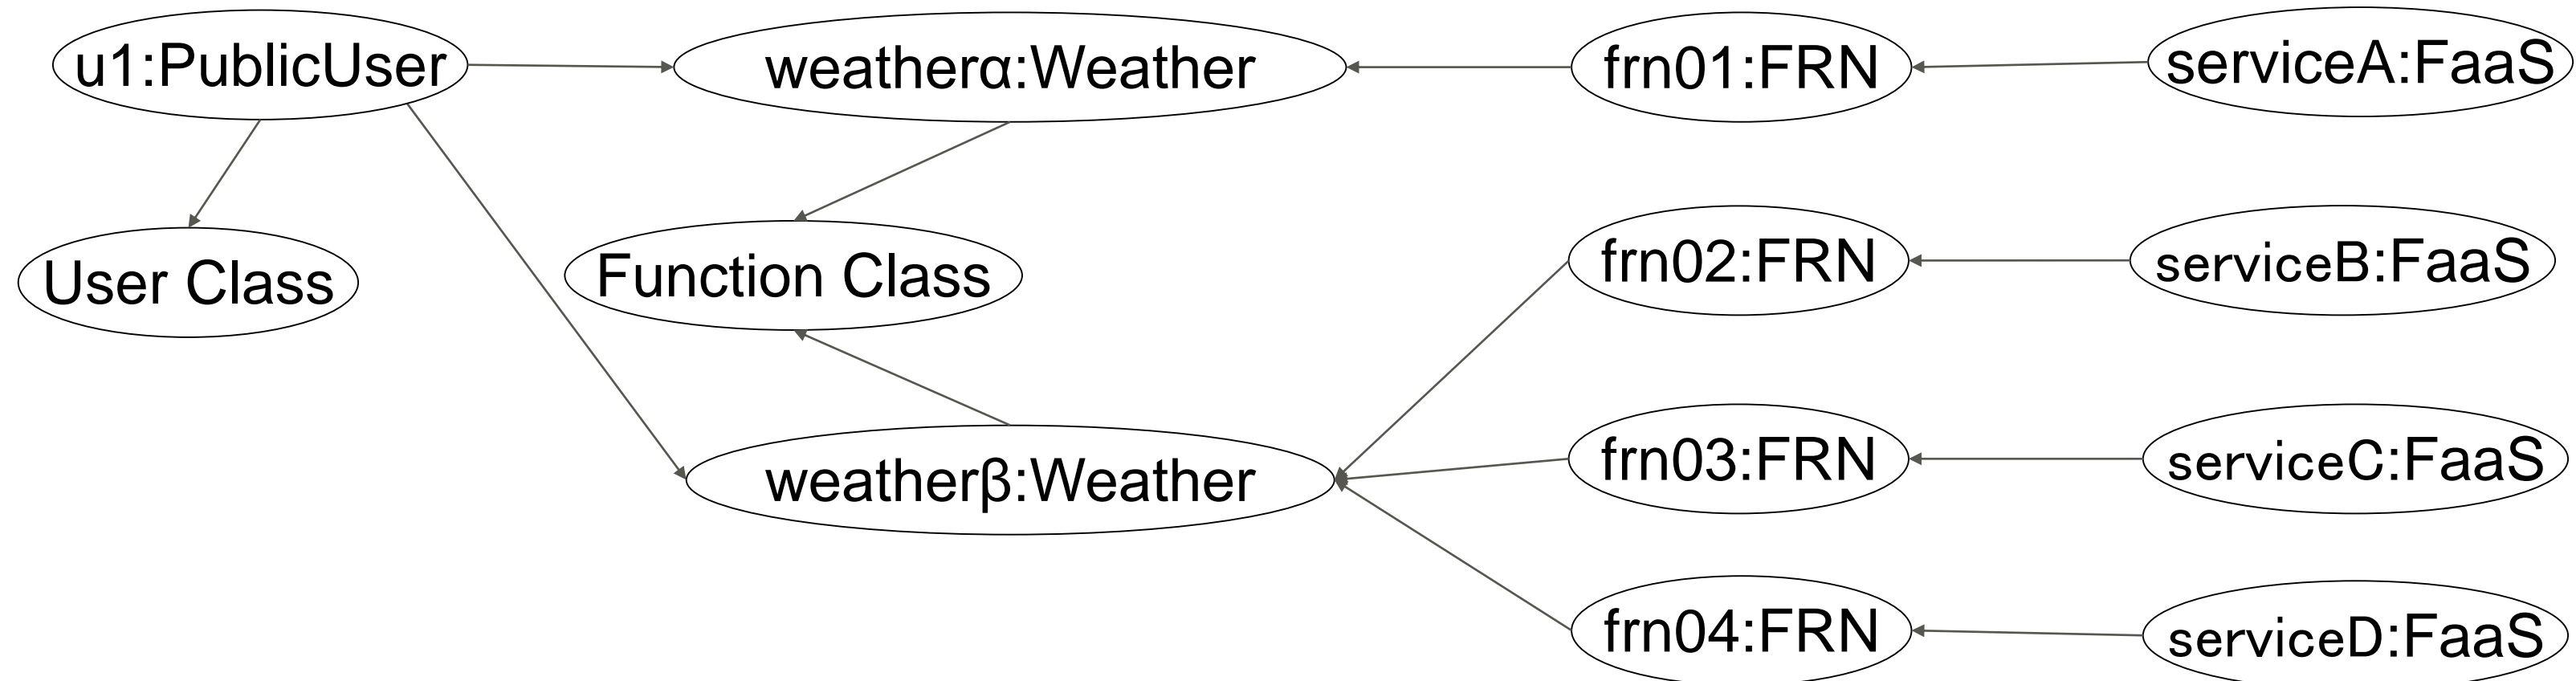 u1:PublicUser
weatherα:Weather
frn01:FRN
serviceA:FaaS
User Class
Function Class
frn02:FRN
serviceB:FaaS
weatherβ:Weather
frn03:FRN
serviceC:FaaS
frn04:FRN
serviceD:FaaS